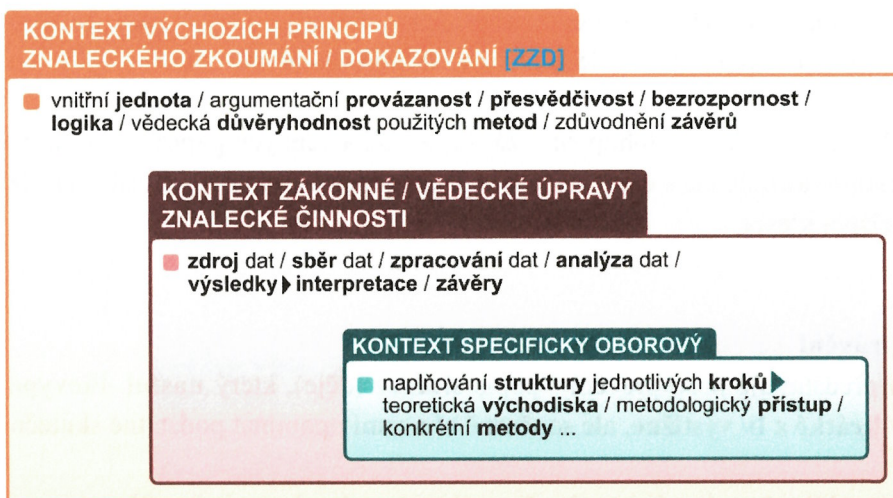 KONTEXT VÝCHOZÍCH PRINCIPŮ
ZNALECKÉHO ZKOUMÁNÍ / DOKAZOVÁNÍ [ZZD]
vnitřní jednota / argumentační provázanost / přesvědčivost / bezrozpornost /
logika / vědecká důvěryhodnost použitých metod / zdůvodnění závěrů
KONTEXT ZÁKONNÉ / VĚDECKÉ ÚPRAVY
ZNALECKÉ ČINNOSTI
zdroj dat / sběr dat / zpracování dat / analýza dat /
výsledky ▶ interpretace / závěry
KONTEXT SPECIFICKY OBOROVÝ
naplňování struktury jednotlivých kroků ▶
teoretická východiska / metodologický přístup /
konkrétní metody ...